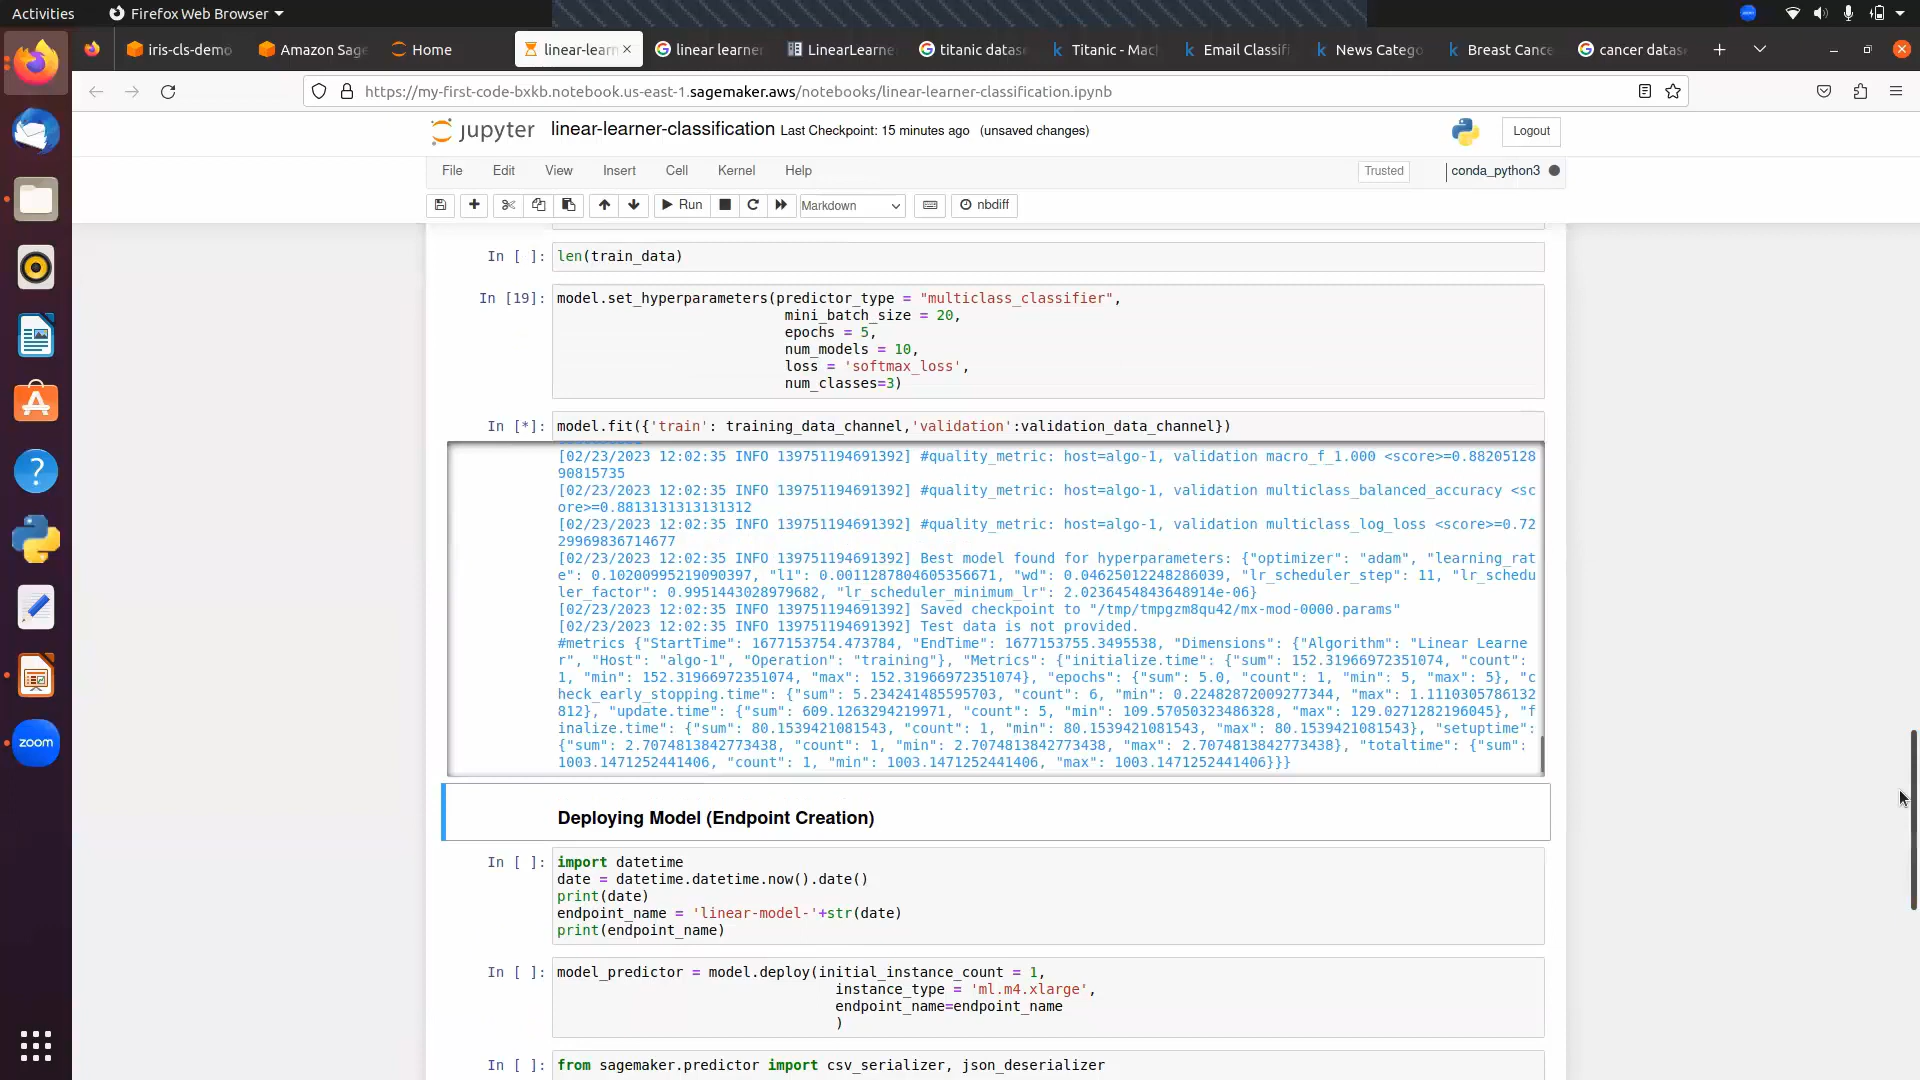 Activities
Firefox Web Browser
iris-cls-demo
Amazon Sage
Home
linear-learn
linear learner
LinearLearne
titanic datase
Titanic - Mach
Email Classifi
News Catego
Breast Cance
cancer datas
https://my-first-code-bxkb.notebook.us-east-1.sagemaker.aws/notebooks/linear-learner-classification.ipynb
jupyter
linear-learner-classification Last Checkpoint: 15 minutes ago (unsaved changes)
Logout
File Edit View Insert Cell Kernel Help
Trusted
conda_python3
Run
Markdown
nbdiff
In [ ]: len(train_data)
In [19]: model.set_hyperparameters(predictor_type = "multiclass_classifier",
mini_batch_size = 20,
epochs = 5,
num_models = 10,
loss = 'softmax_loss',
num_classes=3)
In [*]: model.fit({'train': training_data_channel,'validation':validation_data_channel})
[02/23/2023 12:02:35 INFO 139751194691392] #quality_metric: host=algo-1, validation macro_f_1.000 <score>=0.88205128
90815735
[02/23/2023 12:02:35 INFO 139751194691392] #quality_metric: host=algo-1, validation multiclass_balanced_accuracy <sc
ore>=0.8813131313131312
[02/23/2023 12:02:35 INFO 139751194691392] #quality_metric: host=algo-1, validation multiclass_log_loss <score>=0.72
29969836714677
[02/23/2023 12:02:35 INFO 139751194691392] Best model found for hyperparameters: {"optimizer": "adam", "learning_rat
e": 0.10200995219090397, "l1": 0.0011287804605356671, "wd": 0.04625012248286039, "lr_scheduler_step": 11, "lr_schedu
ler_factor": 0.9951443028979682, "lr_scheduler_minimum_lr": 2.0236454843648914e-06}
[02/23/2023 12:02:35 INFO 139751194691392] Saved checkpoint to "/tmp/tmpgzm8qu42/mx-mod-0000.params"
[02/23/2023 12:02:35 INFO 139751194691392] Test data is not provided.
#metrics {"StartTime": 1677153754.473784, "EndTime": 1677153755.3495538, "Dimensions": {"Algorithm": "Linear Learne
r", "Host": "algo-1", "Operation": "training"}, "Metrics": {"initialize.time": {"sum": 152.31966972351074, "count":
1, "min": 152.31966972351074, "max": 152.31966972351074}, "epochs": {"sum": 5.0, "count": 1, "min": 5, "max": 5}, "c
heck_early_stopping.time": {"sum": 5.234241485595703, "count": 6, "min": 0.22482872009277344, "max": 1.1110305786132
812}, "update.time": {"sum": 609.1263294219971, "count": 5, "min": 109.57050323486328, "max": 129.0271282196045}, "f
inalize.time": {"sum": 80.1539421081543, "count": 1, "min": 80.1539421081543, "max": 80.1539421081543}, "setuptime":
{"sum": 2.7074813842773438, "count": 1, "min": 2.7074813842773438, "max": 2.7074813842773438}, "totaltime": {"sum":
1003.1471252441406, "count": 1, "min": 1003.1471252441406, "max": 1003.1471252441406}}}
Deploying Model (Endpoint Creation)
In [ ]: import datetime
date = datetime.datetime.now().date()
print(date)
endpoint_name = 'linear-model-'+str(date)
print(endpoint_name)
In [ ]: model_predictor = model.deploy(initial_instance_count = 1,
instance_type = 'ml.m4.xlarge',
endpoint_name=endpoint_name
)
In [ ]: from sagemaker.predictor import csv_serializer, json_deserializer
zoom